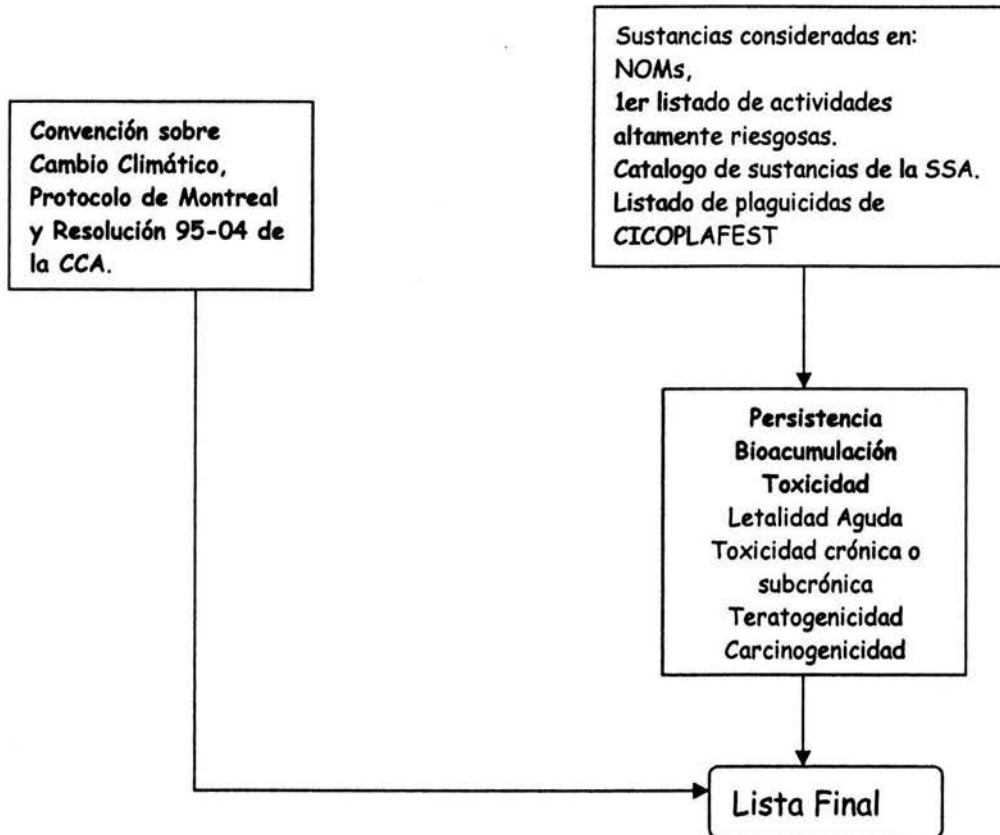 Sustancias consideradas en:
NOMs,
1er listado de actividades
altamente riesgosas.
Catalogo de sustancias de la SSA.
Listado de plaguicidas de
CICOPLAFEST
Convención sobre
Cambio Climático,
Protocolo de Montreal
y Resolución 95-04 de
la CCA.
Persistencia
Bioacumulación
Toxicidad
Letalidad Aguda
Toxicidad crónica o
subcrónica
Teratogenicidad
Carcinogenicidad
Lista Final